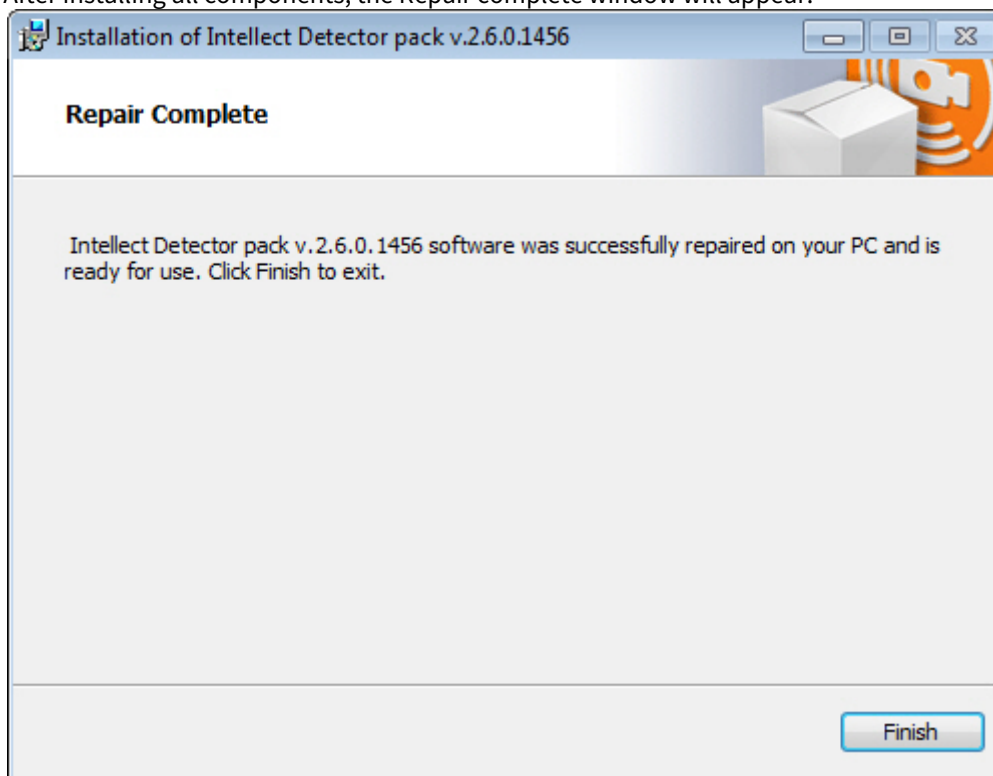 After installing all components, the Repair complete window will appear.
Installation of Intellect Detector pack v.2.6.0.1456
Repair Complete
Intellect Detector pack v.2.6.0.1456 software was successfully repaired on your PC and is
ready for use. Click Finish to exit.
Finish